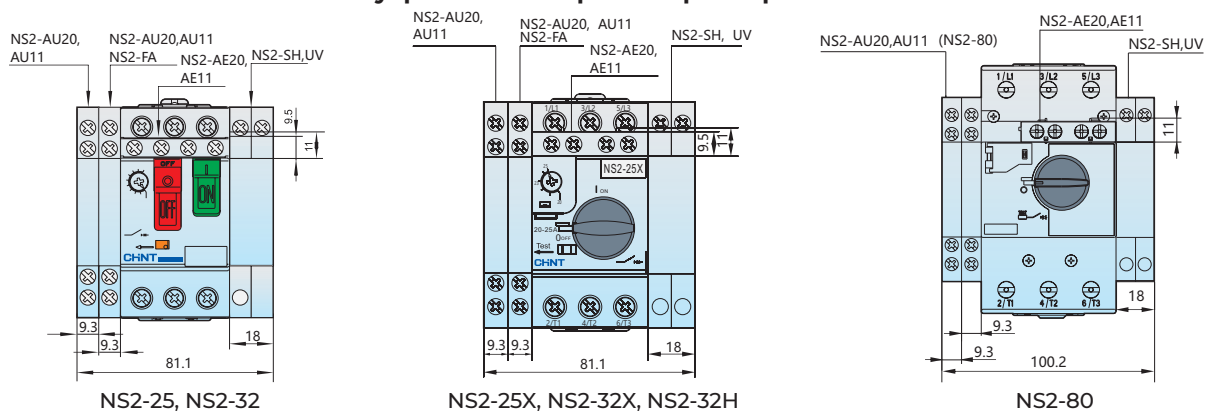 NS2-AU20,
AU11
NS2-AU20,AU11
NS2-FA
NS2-AE20,
AE11
NS2-SH,UV
9.5
11
OFF
OFF
I
ON
CHNT
9.3
9.3
18
81.1
NS2-25, NS2-32
NS2-AU20,
AU11
NS2-AU20, AU11
NS2-FA
NS2-AE20,
AE11
NS2-SH, UV
1/L1 3/L2 5/L3
9.5
11
NS2-25X
I ON
20-25A
0OFF
Test
CHNT
2/T1 4/T2 6/T3
9.3 9.3
18
81.1
NS2-25X, NS2-32X, NS2-32H
NS2-AE20,AE11
NS2-AU20,AU11 (NS2-80)
NS2-SH,UV
1/L1 3/L2 5/L3
11
2/T1 4/T2 6/T3
18
9.3
9.3
100.2
NS2-80